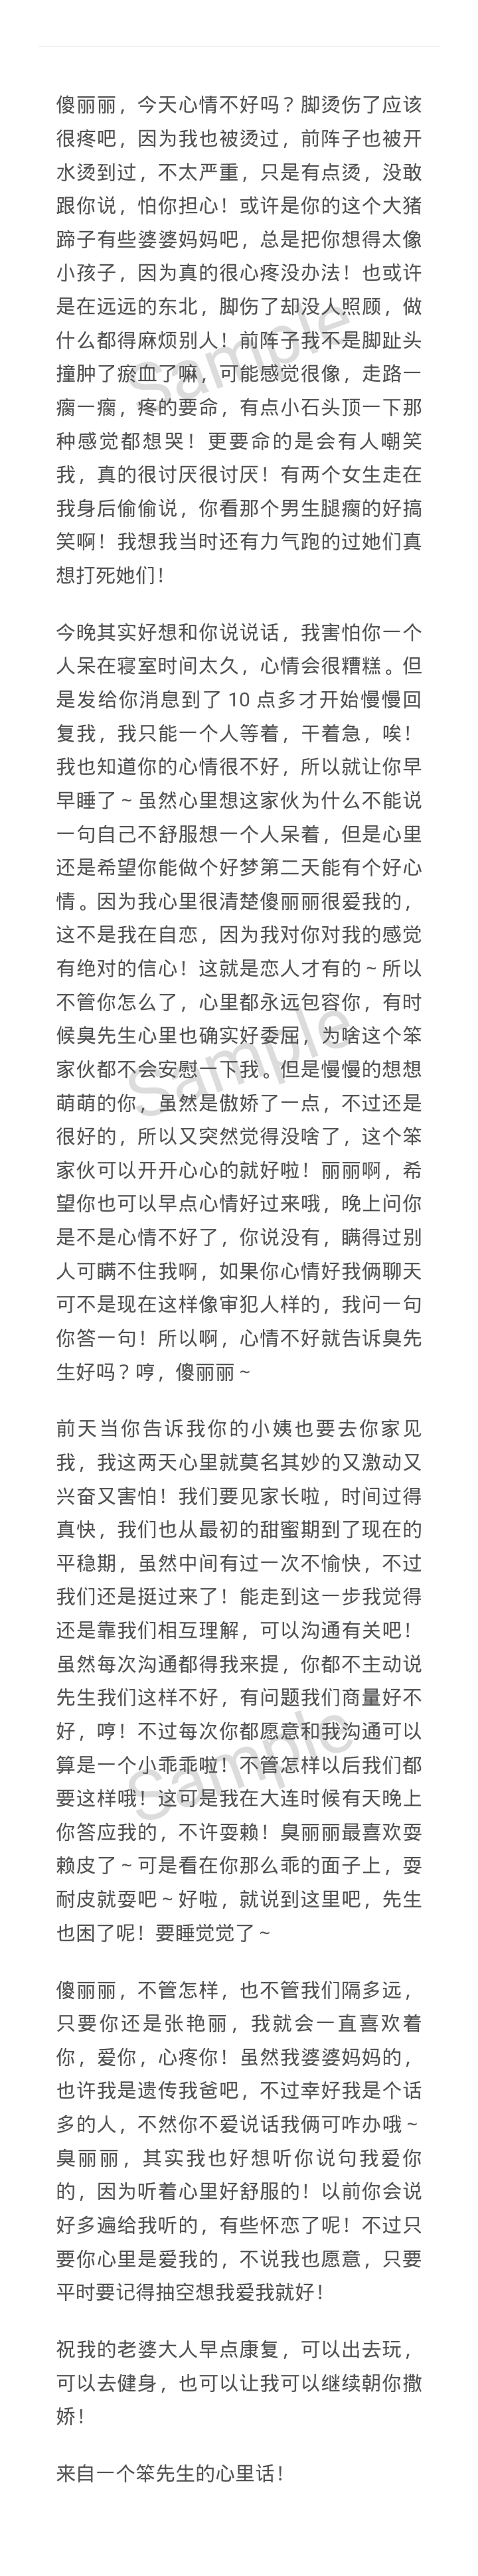 傻丽丽，今天心情不好吗？脚烫伤了应该
很疼吧，因为我也被烫过，前阵子也被开
水烫到过，不太严重，只是有点烫，没敢
跟你说，怕你担心！或许是你的这个大猪
蹄子有些婆婆妈妈吧，总是把你想得太像
小孩子，因为真的很心疼没办法！也或许
是在远远的东北，脚伤了却没人照顾，做
什么都得麻烦别人！前阵子我不是脚趾头
撞肿了瘀血了嘛，可能感觉很像，走路一
瘸一瘸，疼的要命，有点小石头顶一下那
种感觉都想哭！更要命的是会有人嘲笑
我，真的很讨厌很讨厌！有两个女生走在
我身后偷偷说，你看那个男生腿瘸的好搞
笑啊！我想我当时还有力气跑的过她们真
想打死她们！
今晚其实好想和你说说话，我害怕你一个
人呆在寝室时间太久，心情会很糟糕。但
是发给你消息到了 10 点多才开始慢慢回
复我，我只能一个人等着，干着急，唉！
我也知道你的心情很不好，所以就让你早
早睡了～虽然心里想这家伙为什么不能说
一句自己不舒服想一个人呆着，但是心里
还是希望你能做个好梦第二天能有个好心
情。因为我心里很清楚傻丽丽很爱我的，
这不是我在自恋，因为我对你对我的感觉
有绝对的信心！这就是恋人才有的～所以
不管你怎么了，心里都永远包容你，有时
候臭先生心里也确实好委屈，为啥这个笨
家伙都不会安慰一下我。但是慢慢的想想
萌萌的你，虽然是傲娇了一点，不过还是
很好的，所以又突然觉得没啥了，这个笨
家伙可以开开心心的就好啦！丽丽啊，希
望你也可以早点心情好过来哦，晚上问你
是不是心情不好了，你说没有，瞒得过别
人可瞒不住我啊，如果你心情好我俩聊天
可不是现在这样像审犯人样的，我问一句
你答一句！所以啊，心情不好就告诉臭先
生好吗？哼，傻丽丽～
前天当你告诉我你的小姨也要去你家见
我，我这两天心里就莫名其妙的又激动又
兴奋又害怕！我们要见家长啦，时间过得
真快，我们也从最初的甜蜜期到了现在的
平稳期，虽然中间有过一次不愉快，不过
我们还是挺过来了！能走到这一步我觉得
还是靠我们相互理解，可以沟通有关吧！
虽然每次沟通都得我来提，你都不主动说
先生我们这样不好，有问题我们商量好不
好，哼！不过每次你都愿意和我沟通可以
算是一个小乖乖啦！不管怎样以后我们都
要这样哦！这可是我在大连时候有天晚上
你答应我的，不许耍赖！臭丽丽最喜欢耍
赖皮了～可是看在你那么乖的面子上，耍
耐皮就耍吧～好啦，就说到这里吧，先生
也困了呢！要睡觉觉了～
傻丽丽，不管怎样，也不管我们隔多远，
只要你还是张艳丽，我就会一直喜欢着
你，爱你，心疼你！虽然我婆婆妈妈的，
也许我是遗传我爸吧，不过幸好我是个话
多的人，不然你不爱说话我俩可咋办哦～
臭丽丽，其实我也好想听你说句我爱你
的，因为听着心里好舒服的！以前你会说
好多遍给我听的，有些怀恋了呢！不过只
要你心里是爱我的，不说我也愿意，只要
平时要记得抽空想我爱我就好！
祝我的老婆大人早点康复，可以出去玩，
可以去健身，也可以让我可以继续朝你撒
娇！
来自一个笨先生的心里话！
Sample
Sample
Sample